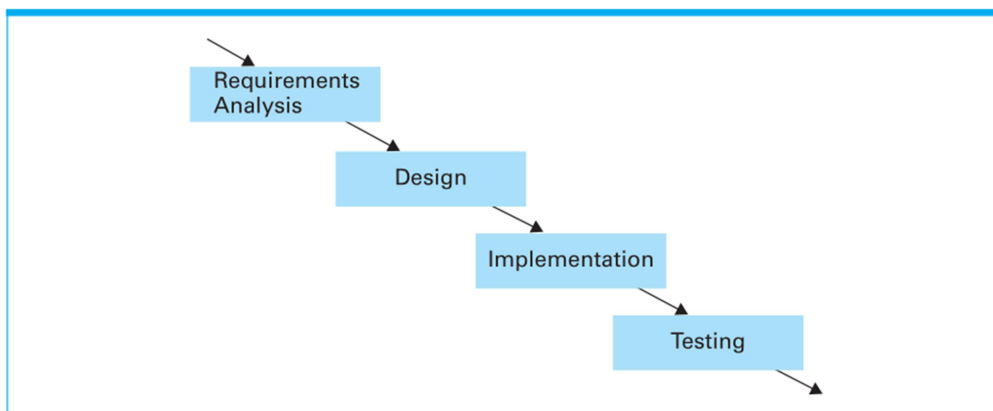 Requirements
Analysis
Design
Implementation
Testing